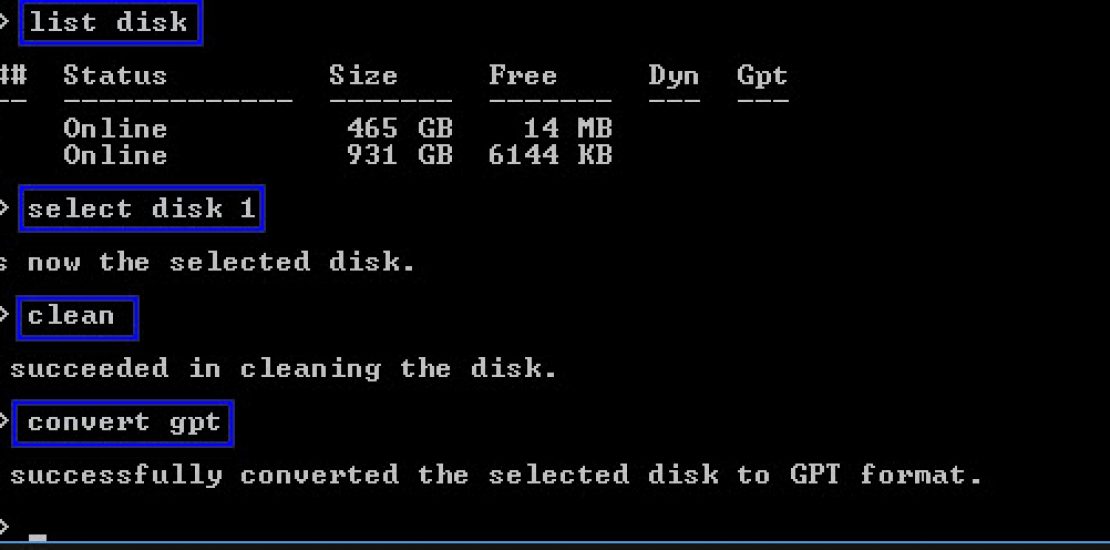 > list disk
## Status Size Free Dyn Gpt
-- ------------- ------- ------- --- ---
Online 465 GB 14 MB
Online 931 GB 6144 KB
> select disk 1
s now the selected disk.
> clean
succeeded in cleaning the disk.
> convert gpt
successfully converted the selected disk to GPT format.
> _